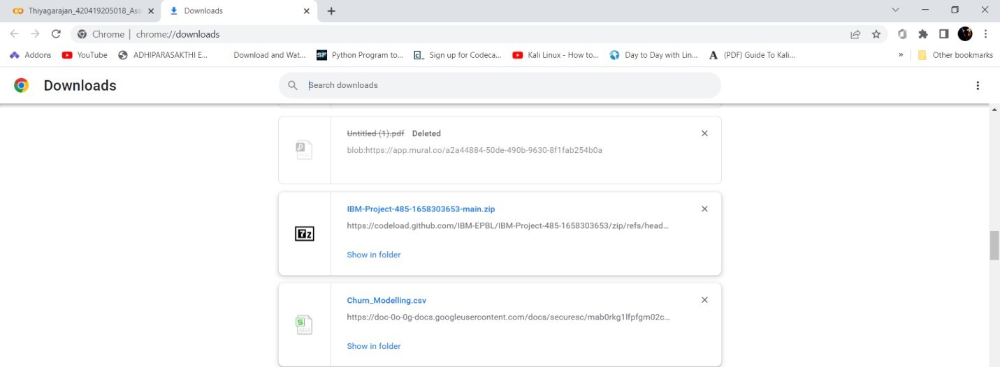 Thiyagarajan_420419205018_Ass
Downloads
Chrome | chrome://downloads
Addons YouTube ADHIPARASAKTHI E... Download and Wat... SF Python Program to... Sign up for Codeca... Kali Linux - How to... Day to Day with Lin... A (PDF) Guide To Kali... » Other bookmarks
Downloads
Search downloads
Untitled (1).pdf Deleted
blob:https://app.mural.co/a2a44884-50de-490b-9630-8f1fab254b0a
IBM-Project-485-1658303653-main.zip
https://codeload.github.com/IBM-EPBL/IBM-Project-485-1658303653/zip/refs/head...
7z
Show in folder
Churn_Modelling.csv
https://doc-0o-0g-docs.googleusercontent.com/docs/securesc/mab0rkg1lfpfgm02c...
S
Show in folder